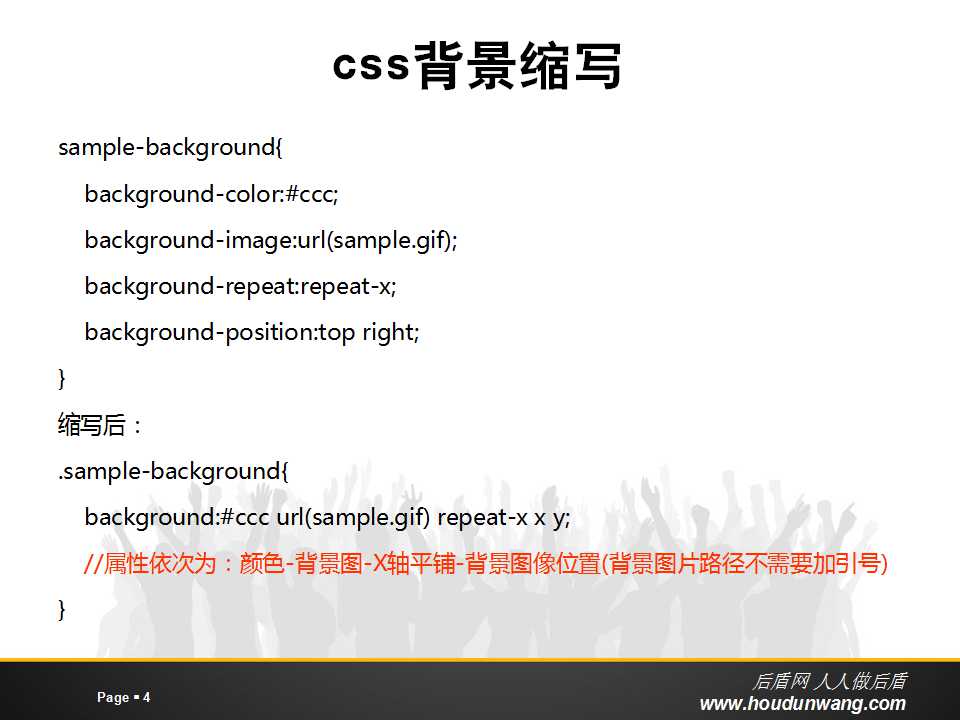 css背景缩写
sample-background{
background-color:#ccc;
background-image:url(sample.gif);
background-repeat:repeat-x;
background-position:top right;
}
缩写后：
.sample-background{
background:#ccc url(sample.gif) repeat-x x y;
//属性依次为：颜色-背景图-X轴平铺-背景图像位置(背景图片路径不需要加引号)
}
后盾网 人人做后盾
Page ▪ 4
www.houdunwang.com